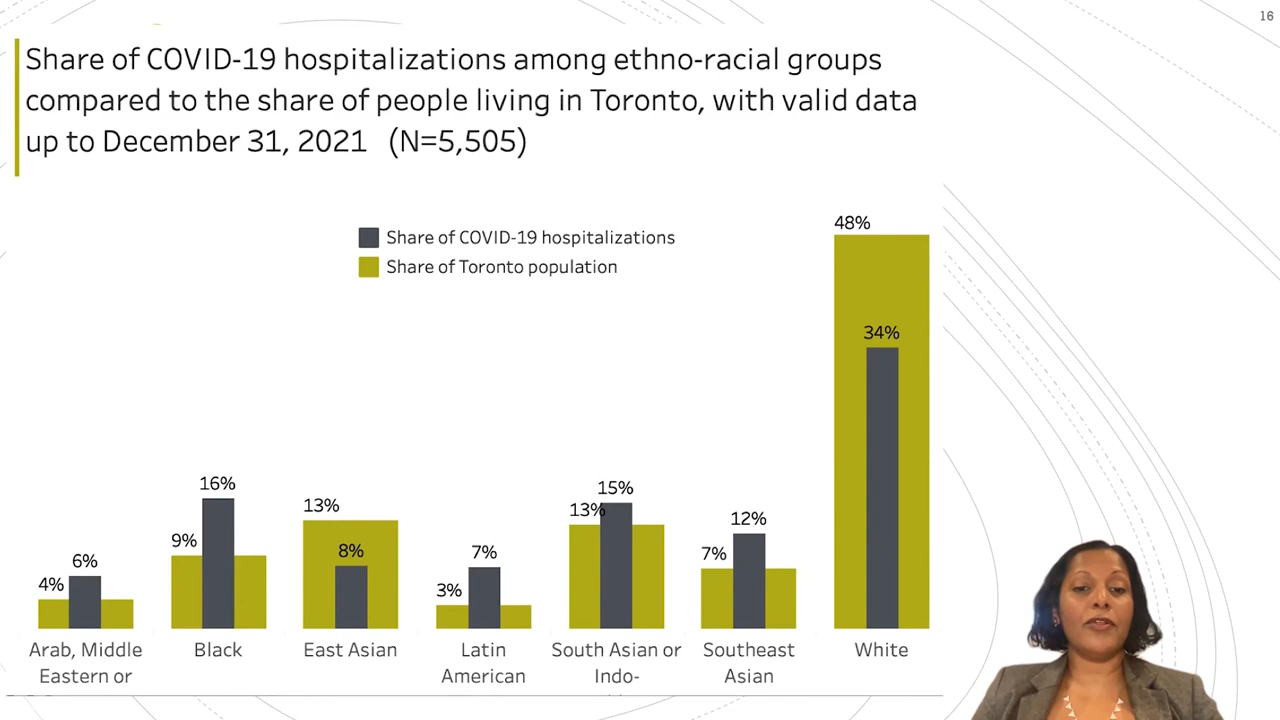 16
Share of COVID-19 hospitalizations among ethno-racial groups
compared to the share of people living in Toronto, with valid data
up to December 31, 2021 (N=5,505)
Share of COVID-19 hospitalizations
Share of Toronto population
48%
34%
16%
15%
13%
13%
12%
9%
8%
7%
7%
6%
4%
3%
Arab, Middle
Eastern or
Black
East Asian
Latin
American
South Asian or
Indo-
Southeast
Asian
White